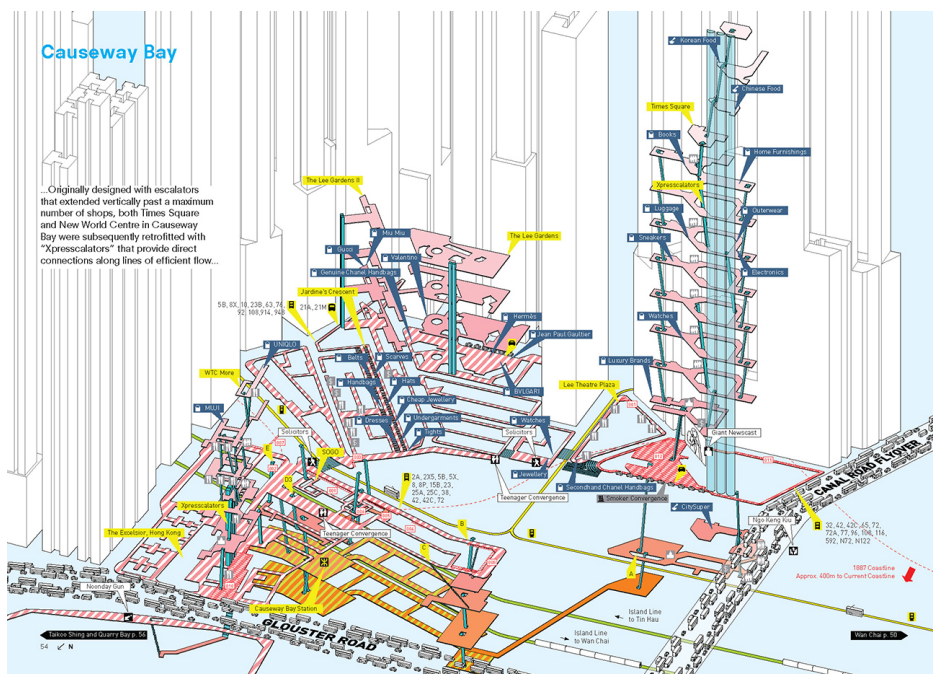 Causeway Bay
...Originally designed with escalators
that extended vertically past a maximum
number of shops, both Times Square
and New World Centre in Causeway
Bay were subsequently retrofitted with
"Xpresscalators" that provide direct
connections along lines of efficient flow...
Korean Food
Chinese Food
Times Square
Books
Home Furnishings
Xpresscalators
Luggage
Outerwear
Sneakers
Electronics
Watches
Luxury Brands
The Lee Gardens II
The Lee Gardens
Miu Miu
Gucci
Valentino
Genuine Chanel Handbags
Jardine's Crescent
5B, 8X, 10, 23B, 63, 76,
92, 108, 914, 948
21A, 21M
Hermès
Jean Paul Gaultier
UNIQLO
Belts
Scarves
WTC More
Handbags
Hats
BVLGARI
Lee Theatre Plaza
Cheap Jewellery
MUJI
Dresses
Undergarments
Watches
Solicitors
Tights
Solicitors
Giant Newscast
E
SOGO
D3
Jewellery
2A, 2X5, 5B, 5X,
8, 8P, 15B, 23,
25A, 25C, 38,
42, 42C, 72
Secondhand Chanel Handbags
Teenager Convergence
Smoker Convergence
CANAL ROAD FLYOVER
Xpresscalators
CitySuper
Ngo Keng Kiu
32, 42, 42C, 65, 72,
72A, 77, 96, 106, 116,
592, N72, N122
The Excelsior, Hong Kong
Teenager Convergence
B
C
A
1887 Coastline
Approx. 400m to Current Coastline
Noonday Gun
Causeway Bay Station
GLOUSTER ROAD
Island Line
to Tin Hau
Island Line
to Wan Chai
Taikoo Shing and Quarry Bay p. 56
Wan Chai p. 50
54
N